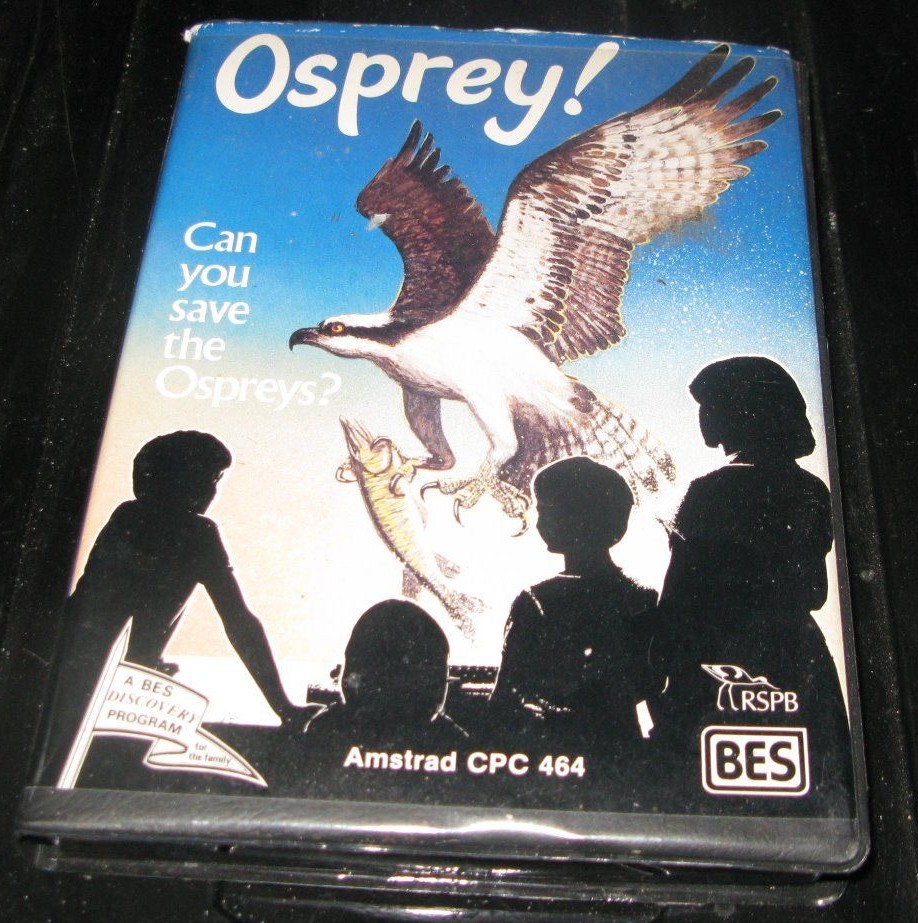 Osprey!
Can
you
save
the
Ospreys?
A BES
DISCOVERY
PROGRAM
for
the family
RSPB
BES
Amstrad CPC 464